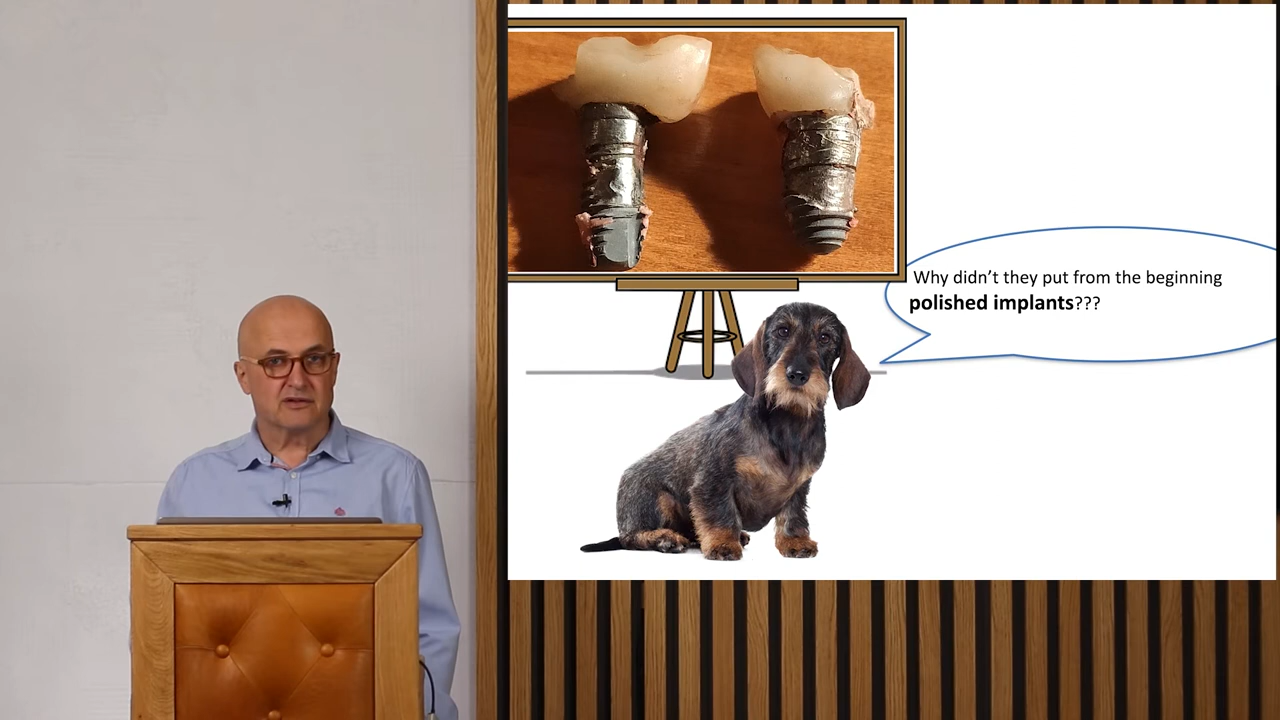 Why didn’t they put from the beginning
polished implants???